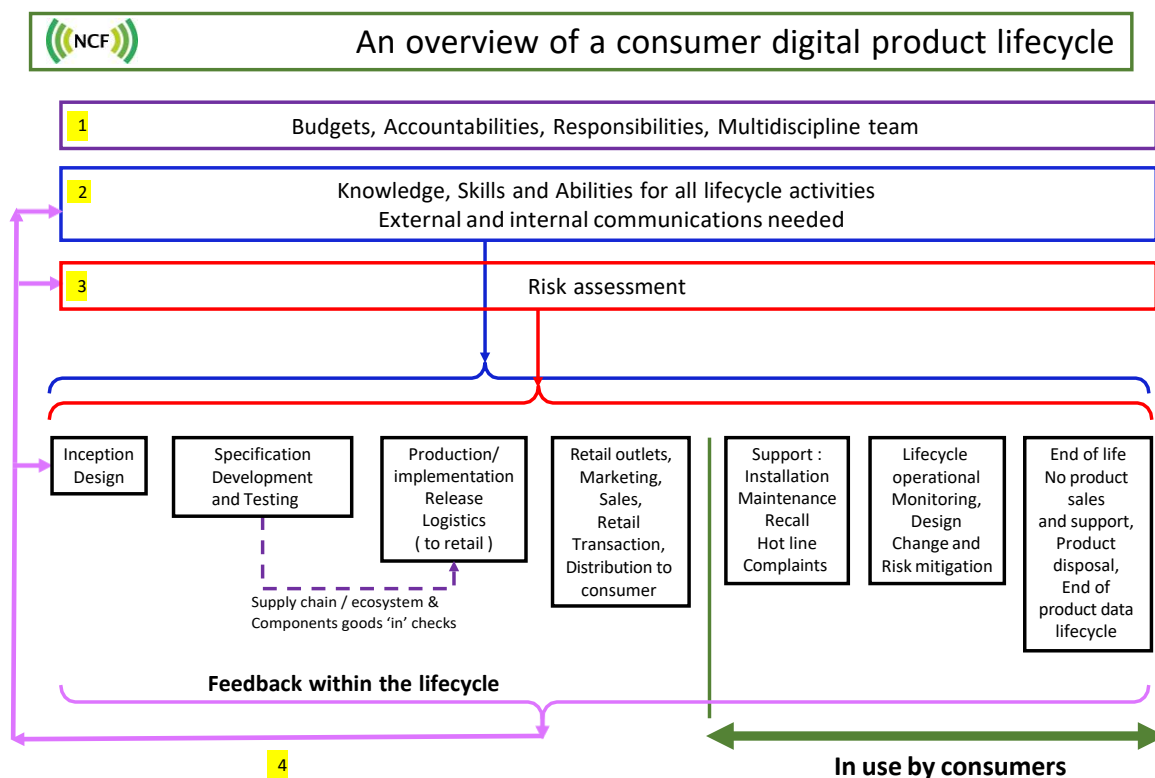 NCF
An overview of a consumer digital product lifecycle
1
Budgets, Accountabilities, Responsibilities, Multidiscipline team
2
Knowledge, Skills and Abilities for all lifecycle activities
External and internal communications needed
3
Risk assessment
Inception
Design
Specification
Development
and Testing
Production/
implementation
Release
Logistics
( to retail )
Retail outlets,
Marketing,
Sales,
Retail
Transaction,
Distribution to
consumer
Support :
Installation
Maintenance
Recall
Hot line
Complaints
Lifecycle
operational
Monitoring,
Design
Change and
Risk mitigation
End of life
No product
sales
and support,
Product
disposal,
End of
product data
lifecycle
Supply chain / ecosystem &
Components goods ‘in’ checks
Feedback within the lifecycle
4
In use by consumers